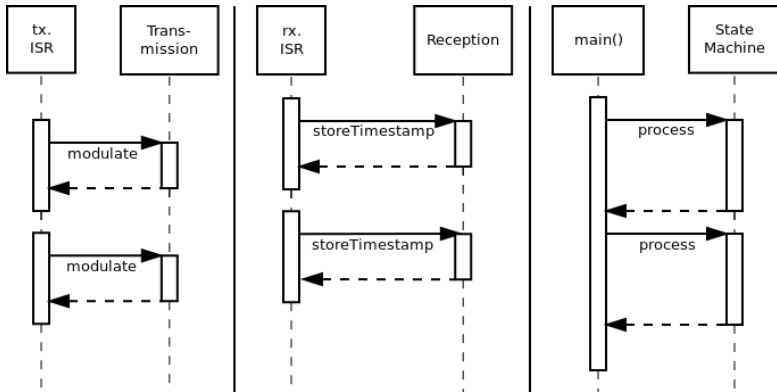 tx.
ISR
Trans-
mission
rx.
ISR
Reception
main()
State
Machine
modulate
modulate
storeTimestamp
storeTimestamp
process
process